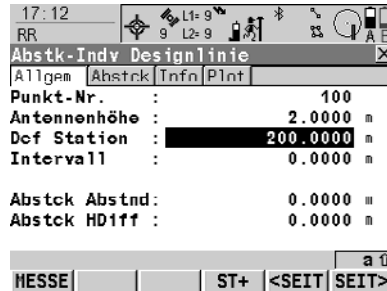 17:12
RR
9 L1= 9
L2= 9
A B
Abstk-Indv Designlinie
Allgem Abstck Info Plot
Punkt-Nr. : 100
Antennenhöhe : 2.0000 m
Def Station : 200.0000 m
Intervall : 0.0000 m
Abstck Abstnd: 0.0000 m
Abstck HDiff : 0.0000 m
a
MESSE ST+ <SEIT SEIT>